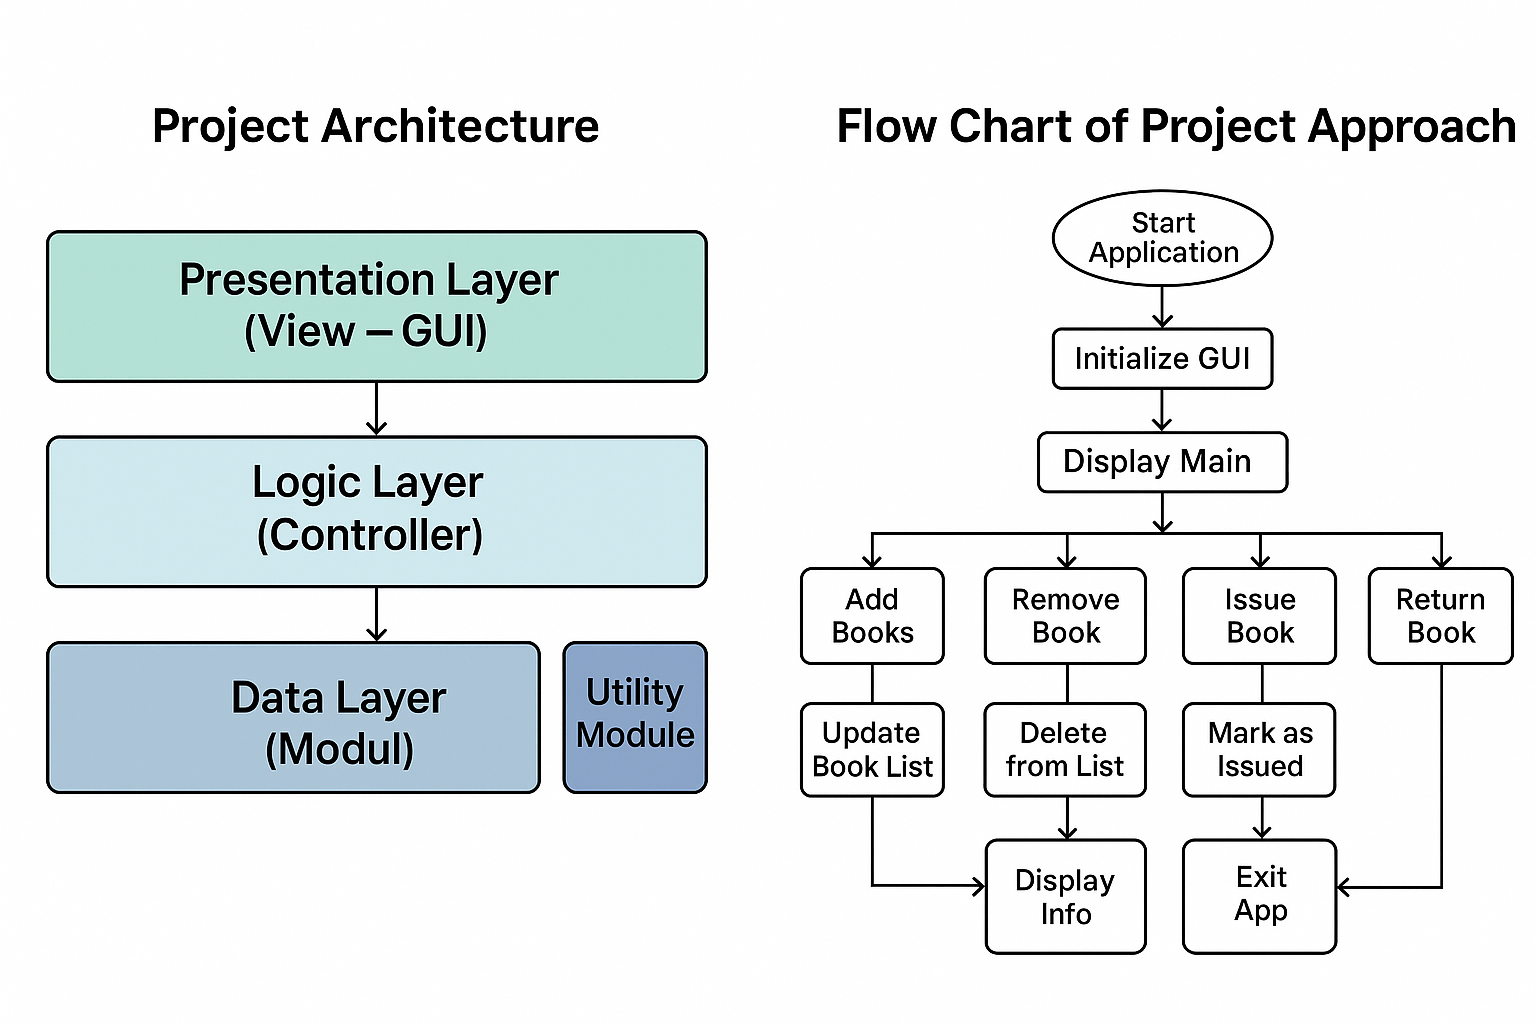 Project Architecture
Presentation Layer
(View – GUI)
Logic Layer
(Controller)
Data Layer
(Modul)
Utility
Module
Flow Chart of Project Approach
Start
Application
Initialize GUI
Display Main
Add
Books
Remove
Book
Issue
Book
Return
Book
Update
Book List
Delete
from List
Mark as
Issued
Display
Info
Exit
App